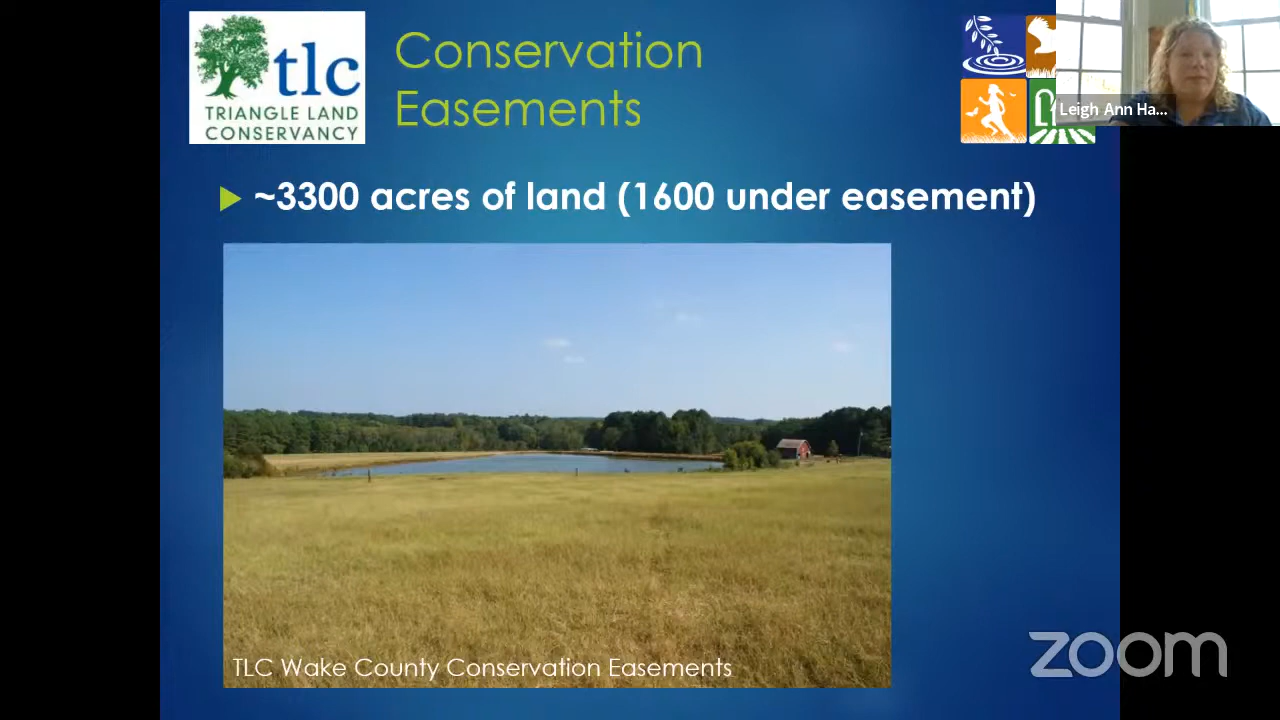 tlc
TRIANGLE LAND
CONSERVANCY
Conservation
Easements
Leigh Ann Ha...
~3300 acres of land (1600 under easement)
TLC Wake County Conservation Easements
zoom